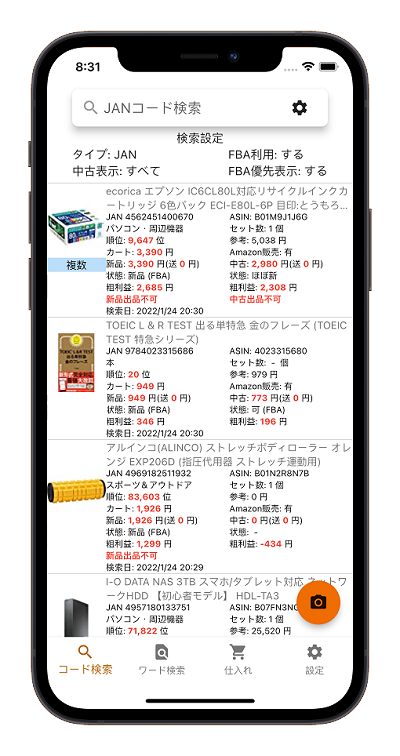 8:31
JANコード検索
検索設定
タイプ: JAN FBA利用: する
中古表示: すべて FBA優先表示: する
ecorica エプソン IC6CL80L対応リサイクルインクカ
ートリッジ 6色パック ECI-E80L-6P 目印:とうもろ...
JAN 4562451400670 ASIN: B01M9J1J6G
パソコン・周辺機器 セット数: 1 個
順位: 9,647 位 参考: 5,038 円
カート: 3,390 円 Amazon販売: 有
新品: 3,390 円(送 0 円) 中古: 2,980 円(送 0 円)
複数
状態: 新品 (FBA) 状態: ほぼ新
粗利益: 2,685 円 粗利益: 2,308 円
新品出品不可 中古出品不可
検索日: 2022/1/24 20:30
TOEIC L & R TEST 出る単特急 金のフレーズ (TOEIC
TEST 特急シリーズ)
JAN 9784023315686 ASIN: 4023315680
本 セット数: - 個
順位: 20 位 参考: 979 円
カート: 949 円 Amazon販売: 有
新品: 949 円(送 0 円) 中古: 773 円(送 0 円)
状態: 新品 (FBA) 状態: 可 (FBA)
粗利益: 346 円 粗利益: 196 円
検索日: 2022/1/24 20:30
アルインコ(ALINCO) ストレッチボディローラー オレ
ンジ EXP206D (指圧代用器 ストレッチ運動用)
JAN 4969182511932 ASIN: B01N2R8N7B
スポーツ＆アウトドア セット数: 1 個
順位: 83,603 位 参考: 0 円
カート: 1,926 円 Amazon販売: 有
新品: 1,926 円(送 0 円) 中古: 0 円(送 0 円)
状態: 新品 (FBA) 状態: -
粗利益: 1,299 円 粗利益: -434 円
新品出品不可
検索日: 2022/1/24 20:29
I-O DATA NAS 3TB スマホ/タブレット対応 ネットワ
ークHDD 【初心者モデル】 HDL-TA3
JAN 4957180133751 ASIN: B07FN3NC
パソコン・周辺機器 セット数: 1
順位: 71,822 位 参考: 25,520 円
コード検索 ワード検索 仕入れ 設定